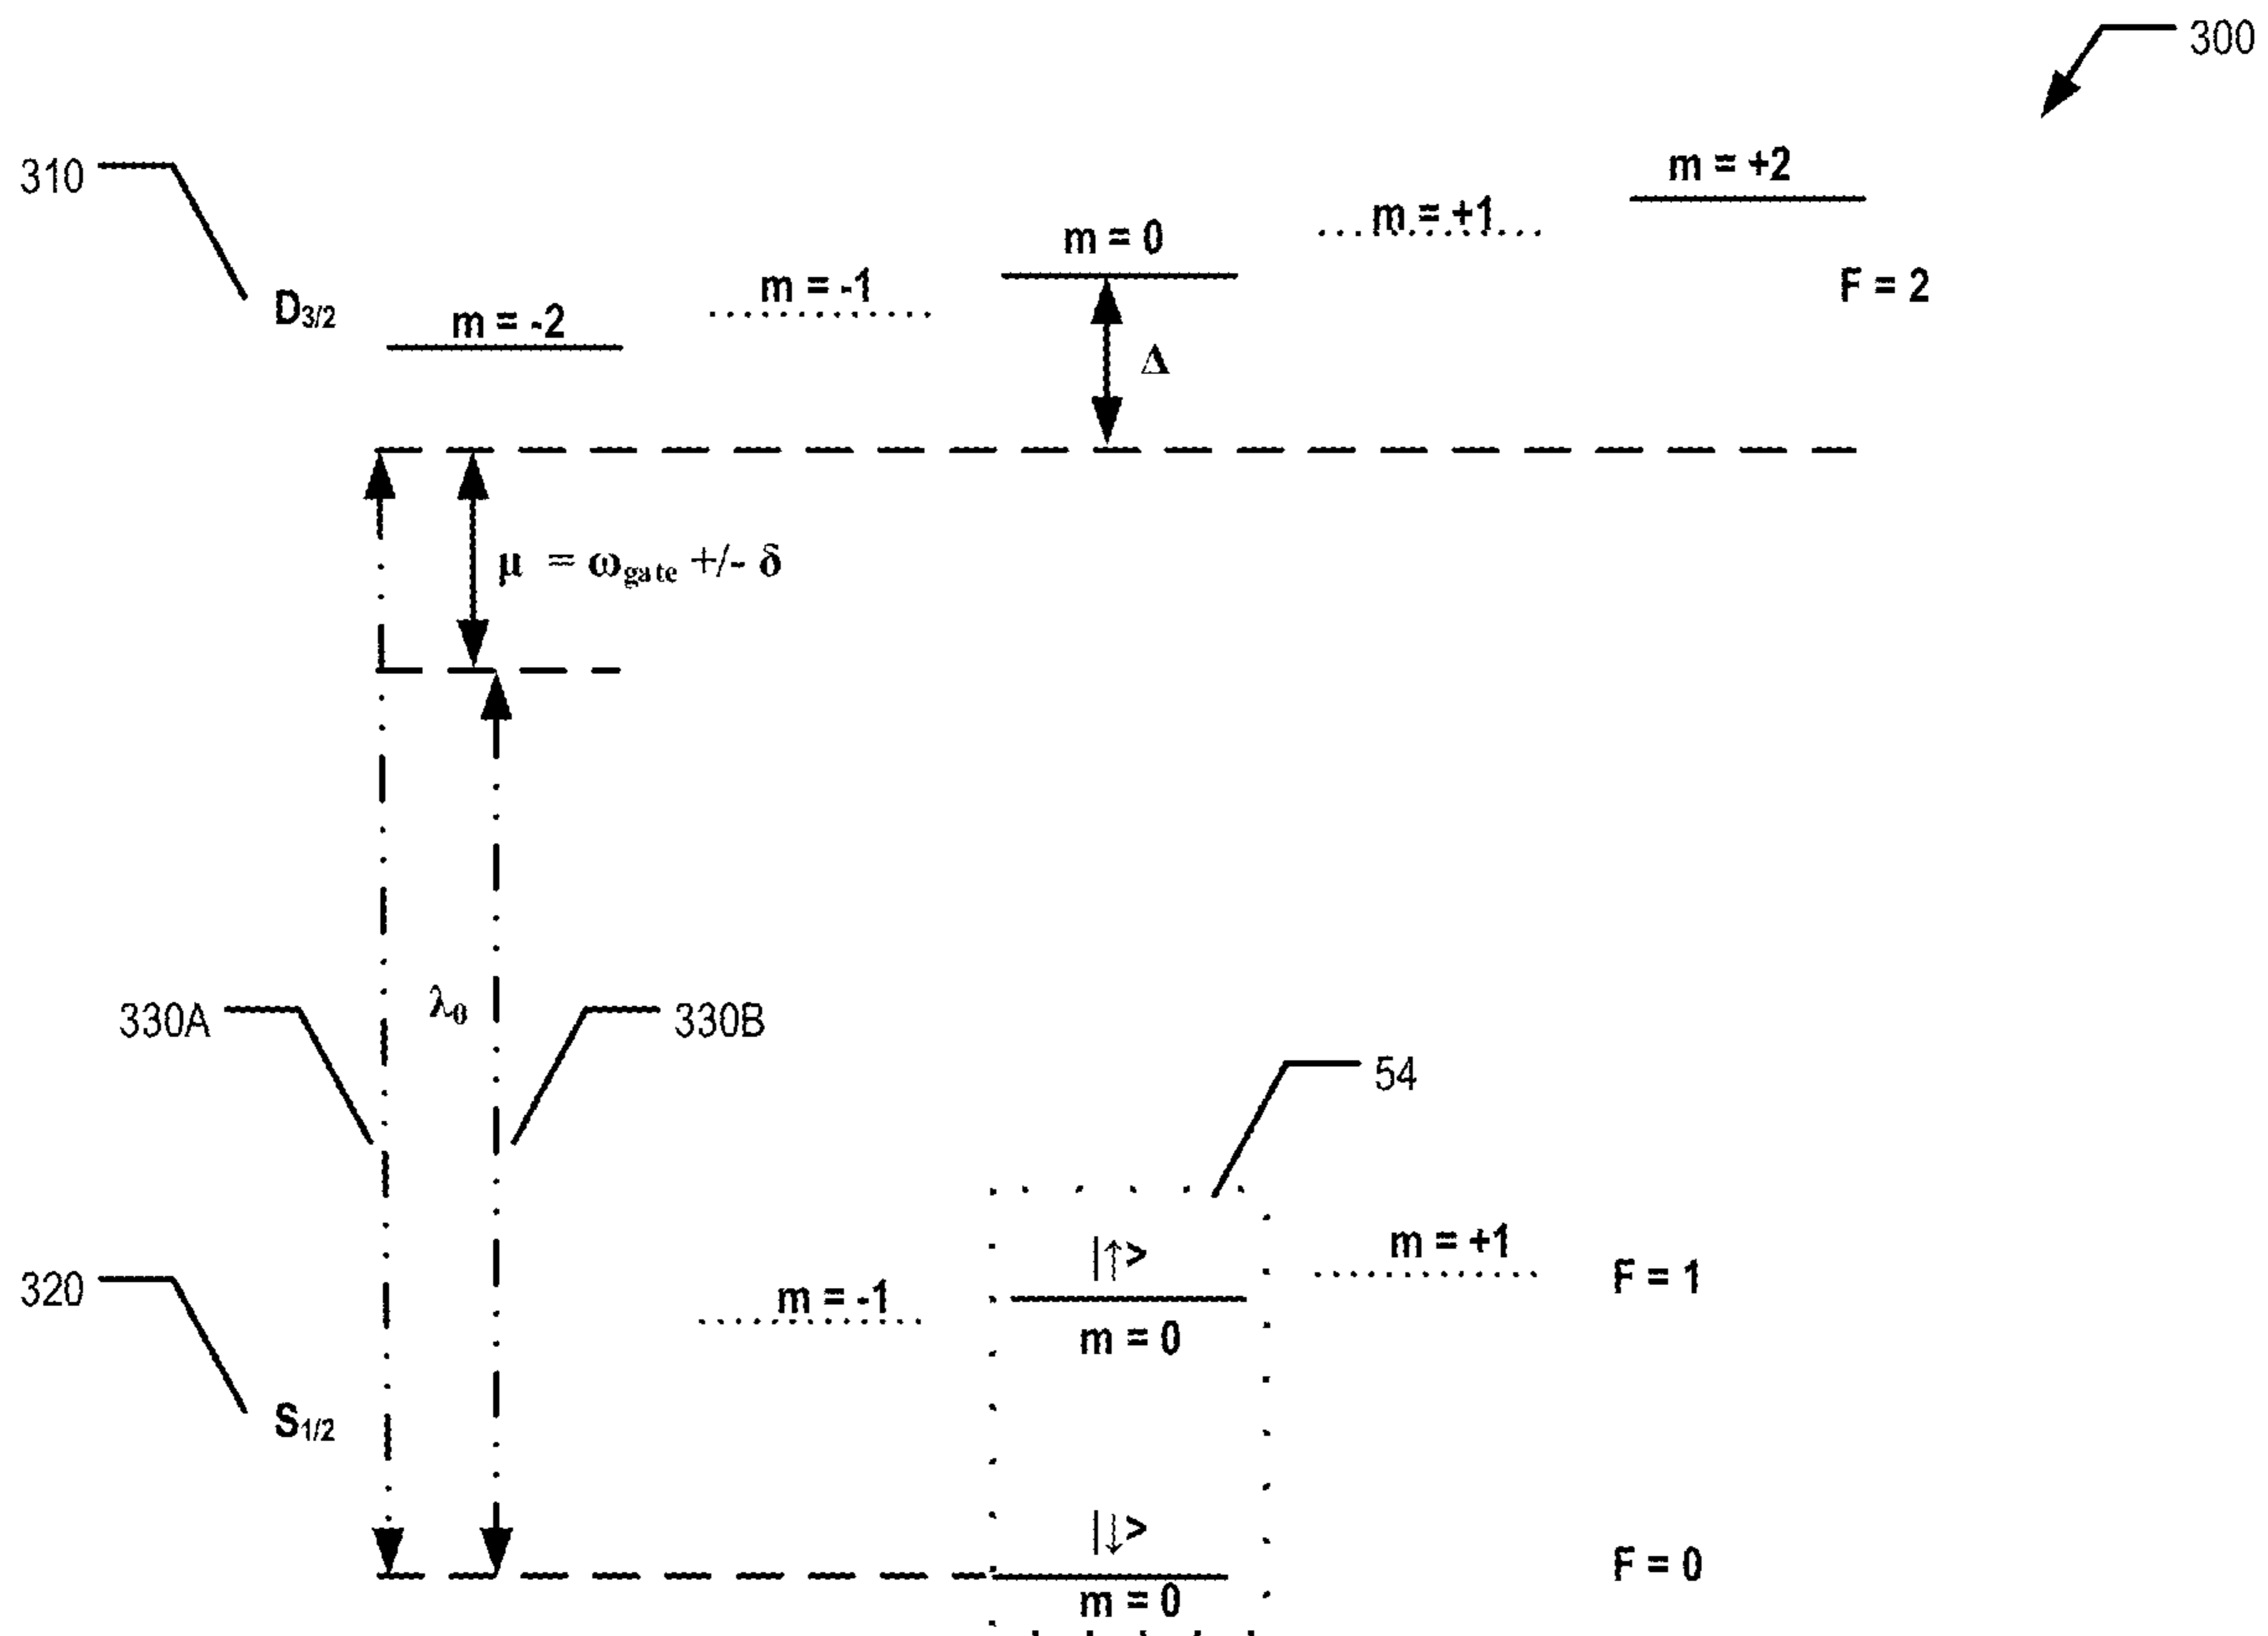 300
310
m = +2
m = +1
m = 0
m = -1
F = 2
D3/2
m = -2
Δ
μ = ωgate +/- δ
λ0
330A
330B
54
|↑>
m = +1
F = 1
320
m = -1
m = 0
S1/2
|↓>
F = 0
m = 0